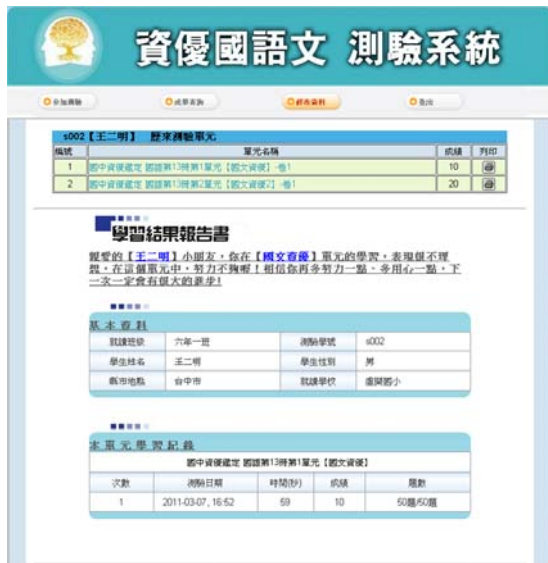 資優國語文 測驗系統
參加測驗 成果查詢 修改資料 登出
s002【王二明】 歷來測驗單元
編號 單元名稱 成績 列印
1 國中資優鑑定 國語第13冊第1單元【國文資優】-卷1 10
2 國中資優鑑定 國語第13冊第2單元【國文資優2】-卷1 20
學習結果報告書
親愛的【王二明】小朋友，你在【國文資優】單元的學習，表現很不理
想，在這個單元中，努力不夠喔！相信你再多努力一點、多用心一點，下
一次一定會有很大的進步!
基本資料
就讀班級 六年一班 測驗學號 s002
學生姓名 王二明 學生性別 男
縣市地點 台中市 就讀學校 虛擬國小
本單元學習紀錄
國中資優鑑定 國語第13冊第1單元【國文資優】
次數 測驗日期 時間(秒) 成績 題數
1 2011-03-07, 16:52 59 10 50題/50題